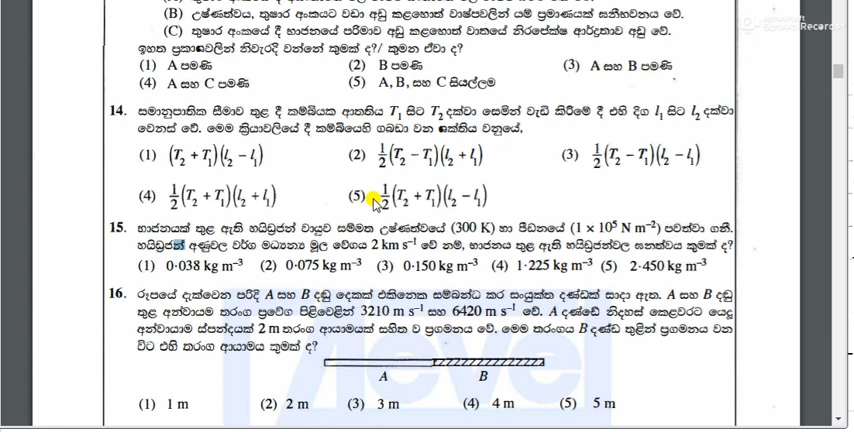 (B) උෂ්ණත්වය, තුෂාර අංකයට වඩා අඩු කළහොත් වාෂ්පවලින් යම් ප්‍රමාණයක් ඝනීභවනය වේ.
(C) තුෂාර අංකයේ දී භාජනයේ පරිමාව අඩු කළහොත් වාතයේ නිරපේක්ෂ ආර්ද්‍රතාව අඩු වේ.
ඉහත ප්‍රකාශවලින් නිවැරදි වන්නේ කුමක් ද?/ කුමන ඒවා ද?
(1) A පමණි (2) B පමණි (3) A සහ B පමණි
(4) A සහ C පමණි (5) A, B, සහ C සියල්ලම
14. සමානුපාතික සීමාව තුළ දී කම්බියක ආතතිය T₁ සිට T₂ දක්වා සෙමින් වැඩි කිරීමේ දී එහි දිග l₁ සිට l₂ දක්වා
වෙනස් වේ. මෙම ක්‍රියාවලියේ දී කම්බියෙහි ගබඩා වන ශක්තිය වනුයේ,
(1) (T₂ + T₁)(l₂ − l₁) (2) 1/2 (T₂ − T₁)(l₂ + l₁) (3) 1/2 (T₂ − T₁)(l₂ − l₁)
(4) 1/2 (T₂ + T₁)(l₂ + l₁) (5) 1/2 (T₂ + T₁)(l₂ − l₁)
15. භාජනයක් තුළ ඇති හයිඩ්‍රජන් වායුව සම්මත උෂ්ණත්වයේ (300 K) හා පීඩනයේ (1 × 10⁵ N m⁻²) පවත්වා ගනී.
හයිඩ්‍රජන් අණුවල වර්ග මධ්‍යන්‍ය මූල වේගය 2 km s⁻¹ වේ නම්, භාජනය තුළ ඇති හයිඩ්‍රජන්වල ඝනත්වය කුමක් ද?
(1) 0·038 kg m⁻³ (2) 0·075 kg m⁻³ (3) 0·150 kg m⁻³ (4) 1·225 kg m⁻³ (5) 2·450 kg m⁻³
16. රූපයේ දැක්වෙන පරිදි A සහ B දඬු දෙකක් එකිනෙක සම්බන්ධ කර සංයුක්ත දණ්ඩක් සාදා ඇත. A සහ B දඬු
තුළ අන්වායම තරංග ප්‍රවේග පිළිවෙළින් 3210 m s⁻¹ සහ 6420 m s⁻¹ වේ. A දණ්ඩේ නිදහස් කෙළවරට යෙදූ
අන්වායාම ස්පන්දයක් 2 m තරංග ආයාමයක් සහිත ව ප්‍රගමනය වේ. මෙම තරංගය B දණ්ඩ තුළින් ප්‍රගමනය වන
විට එහි තරංග ආයාමය කුමක් ද?
A B
(1) 1 m (2) 2 m (3) 3 m (4) 4 m (5) 5 m